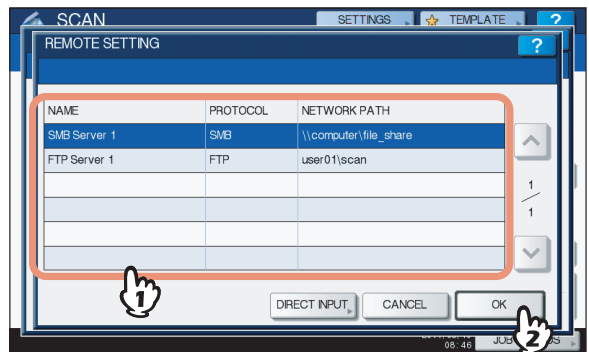 SCAN SETTINGS TEMPLATE ?
REMOTE SETTING ?
NAME PROTOCOL NETWORK PATH
SMB Server 1 SMB \\computer\file_share
FTP Server 1 FTP user01\scan
1
1
1
DIRECT INPUT CANCEL OK
2
08:46 JOB